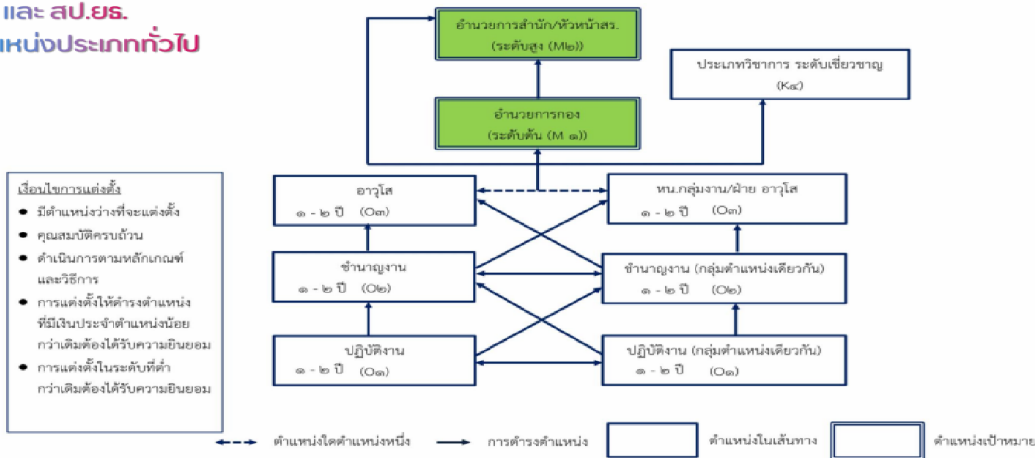 และ สป.ยธ.
หน่งประเภททั่วไป
อำนวยการสำนัก/หัวหน้าสร.
(ระดับสูง (M๒))
ประเภทวิชาการ ระดับเชี่ยวชาญ
(K๔)
อำนวยการกอง
(ระดับต้น (M ๑))
เงื่อนไขการแต่งตั้ง
● มีตำแหน่งว่างที่จะแต่งตั้ง
● คุณสมบัติครบถ้วน
● ดำเนินการตามหลักเกณฑ์
และวิธีการ
● การแต่งตั้งให้ดำรงตำแหน่ง
ที่มีเงินประจำตำแหน่งน้อย
กว่าเดิมต้องได้รับความยินยอม
● การแต่งตั้งในระดับที่ต่ำ
กว่าเดิมต้องได้รับความยินยอม
อาวุโส
๑ - ๒ ปี (O๓)
หน.กลุ่มงาน/ฝ่าย อาวุโส
๑ - ๒ ปี (O๓)
ชำนาญงาน
๑ - ๒ ปี (O๒)
ชำนาญงาน (กลุ่มตำแหน่งเดียวกัน)
๑ - ๒ ปี (O๒)
ปฏิบัติงาน
๑ - ๒ ปี (O๑)
ปฏิบัติงาน (กลุ่มตำแหน่งเดียวกัน)
๑ - ๒ ปี (O๑)
ตำแหน่งใดตำแหน่งหนึ่ง
การดำรงตำแหน่ง
ตำแหน่งในเส้นทาง
ตำแหน่งเป้าหมาย